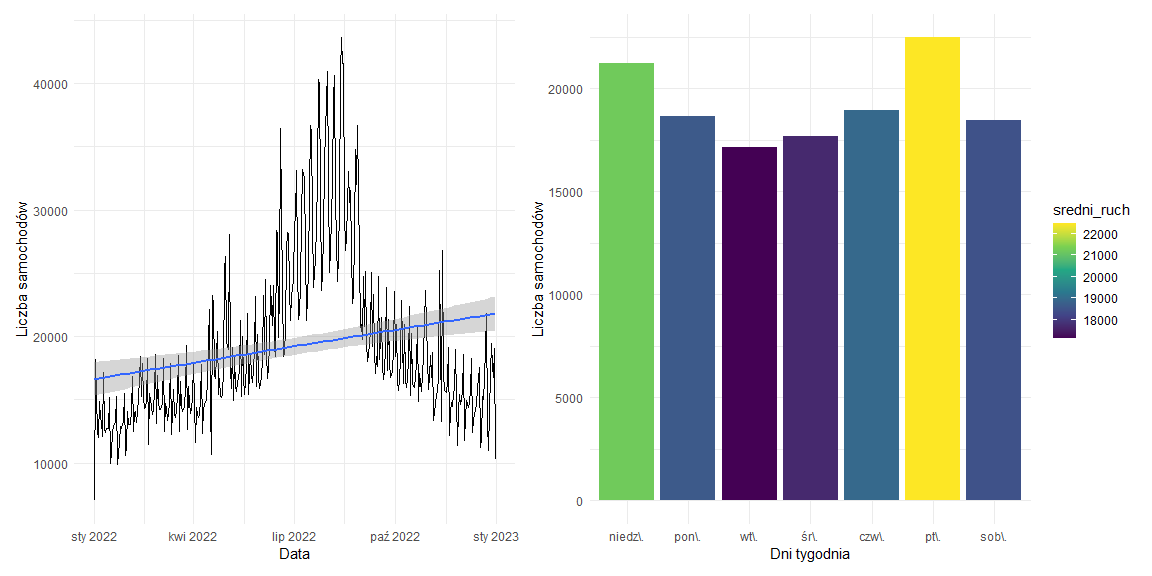 Liczba samochodów
40000
30000
20000
10000
sty 2022
kwi 2022
lip 2022
paź 2022
sty 2023
Data
Liczba samochodów
20000
15000
10000
5000
0
niedz\.
pon\.
wt\.
śr\.
czw\.
pt\.
sob\.
Dni tygodnia
sredni_ruch
22000
21000
20000
19000
18000